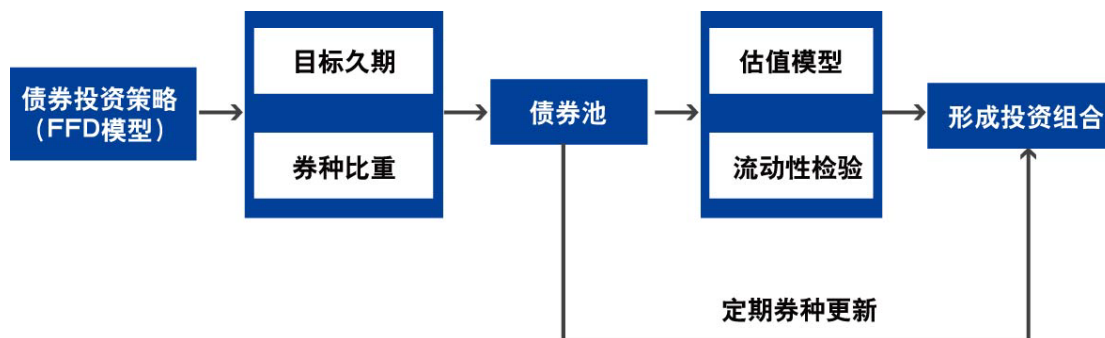 债券投资策略
（FFD模型）
目标久期
券种比重
债券池
估值模型
流动性检验
形成投资组合
定期券种更新